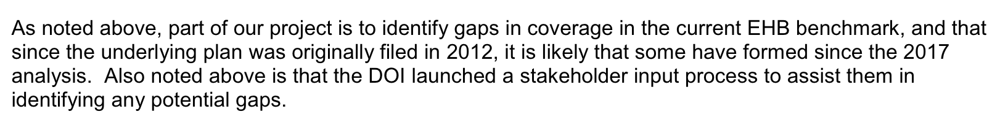 As noted above, part of our project is to identify gaps in coverage in the current EHB benchmark, and that
since the underlying plan was originally filed in 2012, it is likely that some have formed since the 2017
analysis.  Also noted above is that the DOI launched a stakeholder input process to assist them in
identifying any potential gaps.